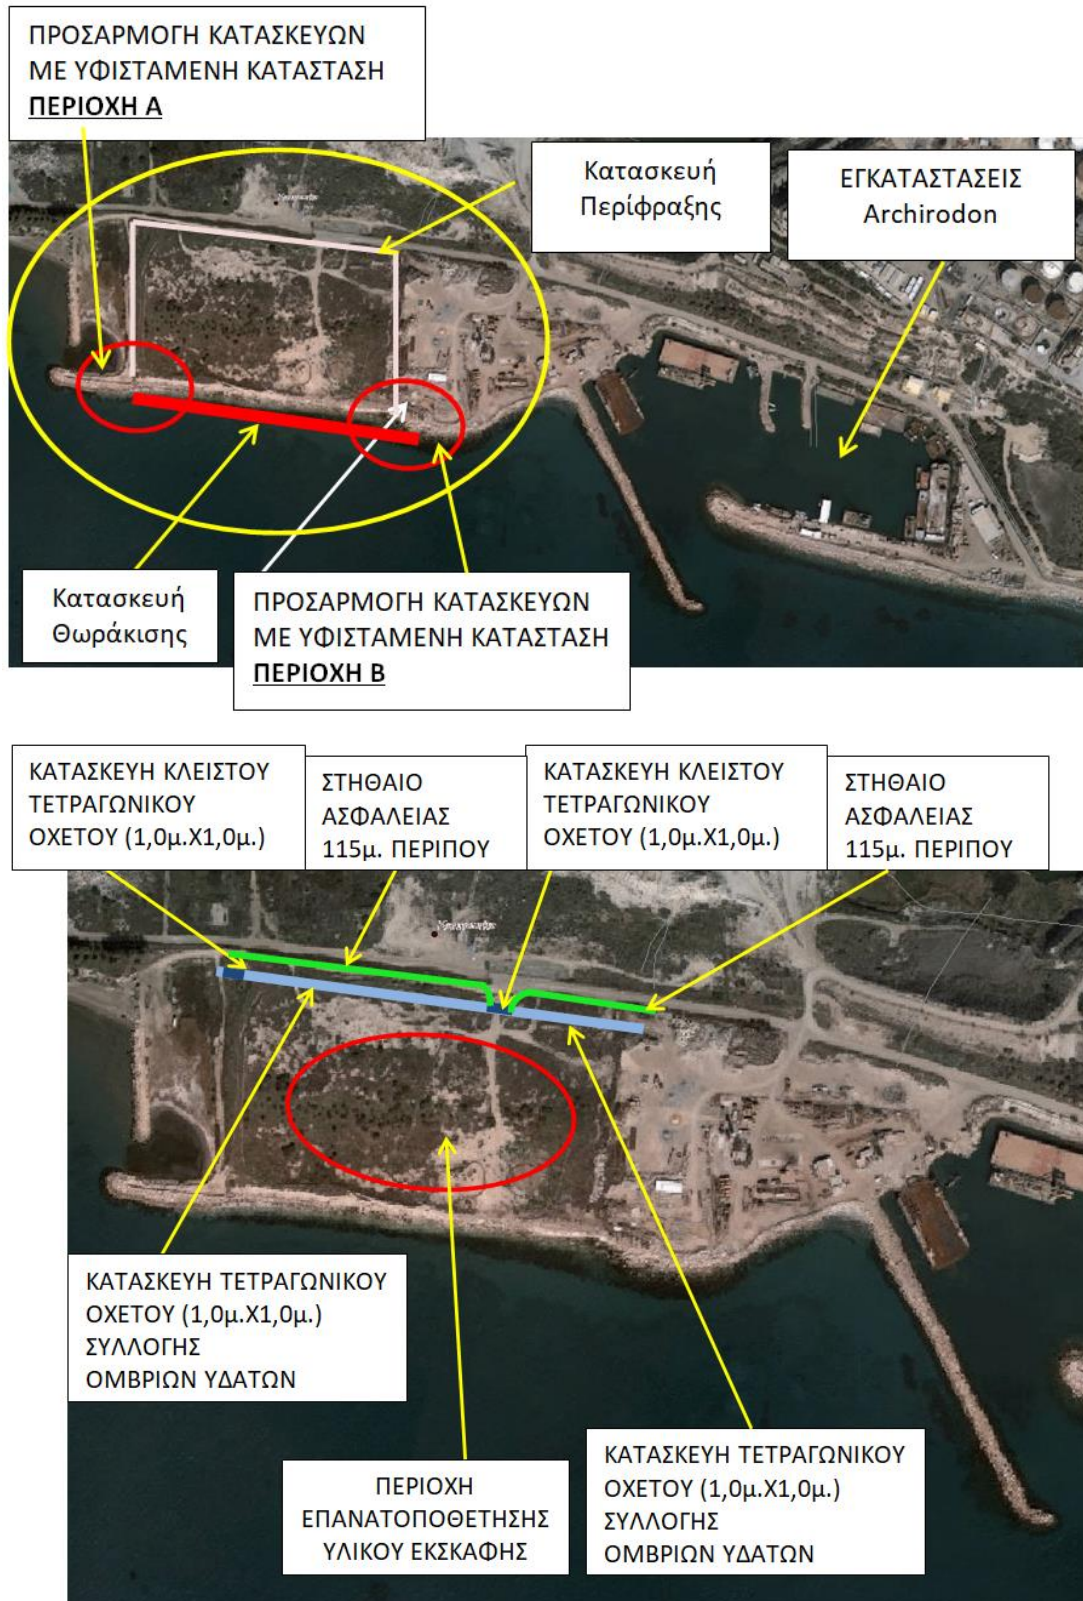 ΠΡΟΣΑΡΜΟΓΗ ΚΑΤΑΣΚΕΥΩΝ
ΜΕ ΥΦΙΣΤΑΜΕΝΗ ΚΑΤΑΣΤΑΣΗ
ΠΕΡΙΟΧΗ Α
Κατασκευή
Περίφραξης
ΕΓΚΑΤΑΣΤΑΣΕΙΣ
Archirodon
Κατασκευή
Θωράκισης
ΠΡΟΣΑΡΜΟΓΗ ΚΑΤΑΣΚΕΥΩΝ
ΜΕ ΥΦΙΣΤΑΜΕΝΗ ΚΑΤΑΣΤΑΣΗ
ΠΕΡΙΟΧΗ Β
ΚΑΤΑΣΚΕΥΗ ΚΛΕΙΣΤΟΥ
ΤΕΤΡΑΓΩΝΙΚΟΥ
ΟΧΕΤΟΥ (1,0μ.Χ1,0μ.)
ΣΤΗΘΑΙΟ
ΑΣΦΑΛΕΙΑΣ
115μ. ΠΕΡΙΠΟΥ
ΚΑΤΑΣΚΕΥΗ ΚΛΕΙΣΤΟΥ
ΤΕΤΡΑΓΩΝΙΚΟΥ
ΟΧΕΤΟΥ (1,0μ.Χ1,0μ.)
ΣΤΗΘΑΙΟ
ΑΣΦΑΛΕΙΑΣ
115μ. ΠΕΡΙΠΟΥ
ΚΑΤΑΣΚΕΥΗ ΤΕΤΡΑΓΩΝΙΚΟΥ
ΟΧΕΤΟΥ (1,0μ.Χ1,0μ.)
ΣΥΛΛΟΓΗΣ
ΟΜΒΡΙΩΝ ΥΔΑΤΩΝ
ΠΕΡΙΟΧΗ
ΕΠΑΝΑΤΟΠΟΘΕΤΗΣΗΣ
ΥΛΙΚΟΥ ΕΚΣΚΑΦΗΣ
ΚΑΤΑΣΚΕΥΗ ΤΕΤΡΑΓΩΝΙΚΟΥ
ΟΧΕΤΟΥ (1,0μ.Χ1,0μ.)
ΣΥΛΛΟΓΗΣ
ΟΜΒΡΙΩΝ ΥΔΑΤΩΝ